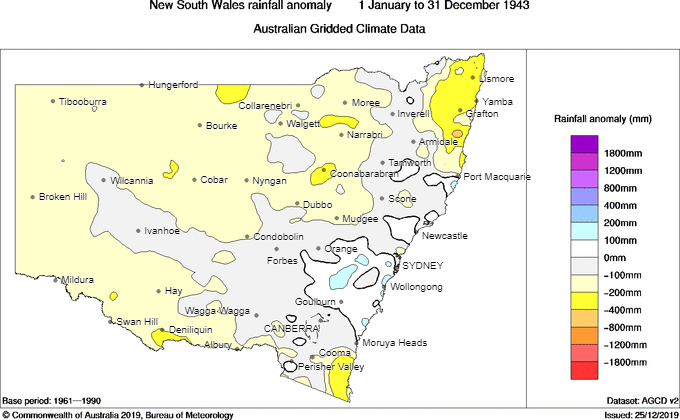 New South Wales rainfall anomaly 1 January to 31 December 1943
Australian Gridded Climate Data
Hungerford
Lismore
Tibooburra
Collarenebri
Moree
Yamba
Inverell
Grafton
Bourke
Walgett
Narrabri
Armidale
Tamworth
Coonabarabran
Port Macquarie
Wilcannia
Cobar
Nyngan
Broken Hill
Scone
Dubbo
Mudgee
Newcastle
Ivanhoe
Condobolin
Orange
Forbes
SYDNEY
Mildura
Hay
Wollongong
Goulburn
Wagga Wagga
Swan Hill
Deniliquin
CANBERRA
Albury
Moruya Heads
Cooma
Perisher Valley
Rainfall anomaly (mm)
1800mm
1200mm
800mm
400mm
200mm
100mm
0mm
-100mm
-200mm
-400mm
-800mm
-1200mm
-1800mm
Base period: 1961—1990
Dataset: AGCD v2
© Commonwealth of Australia 2019, Bureau of Meteorology
Issued: 25/12/2019